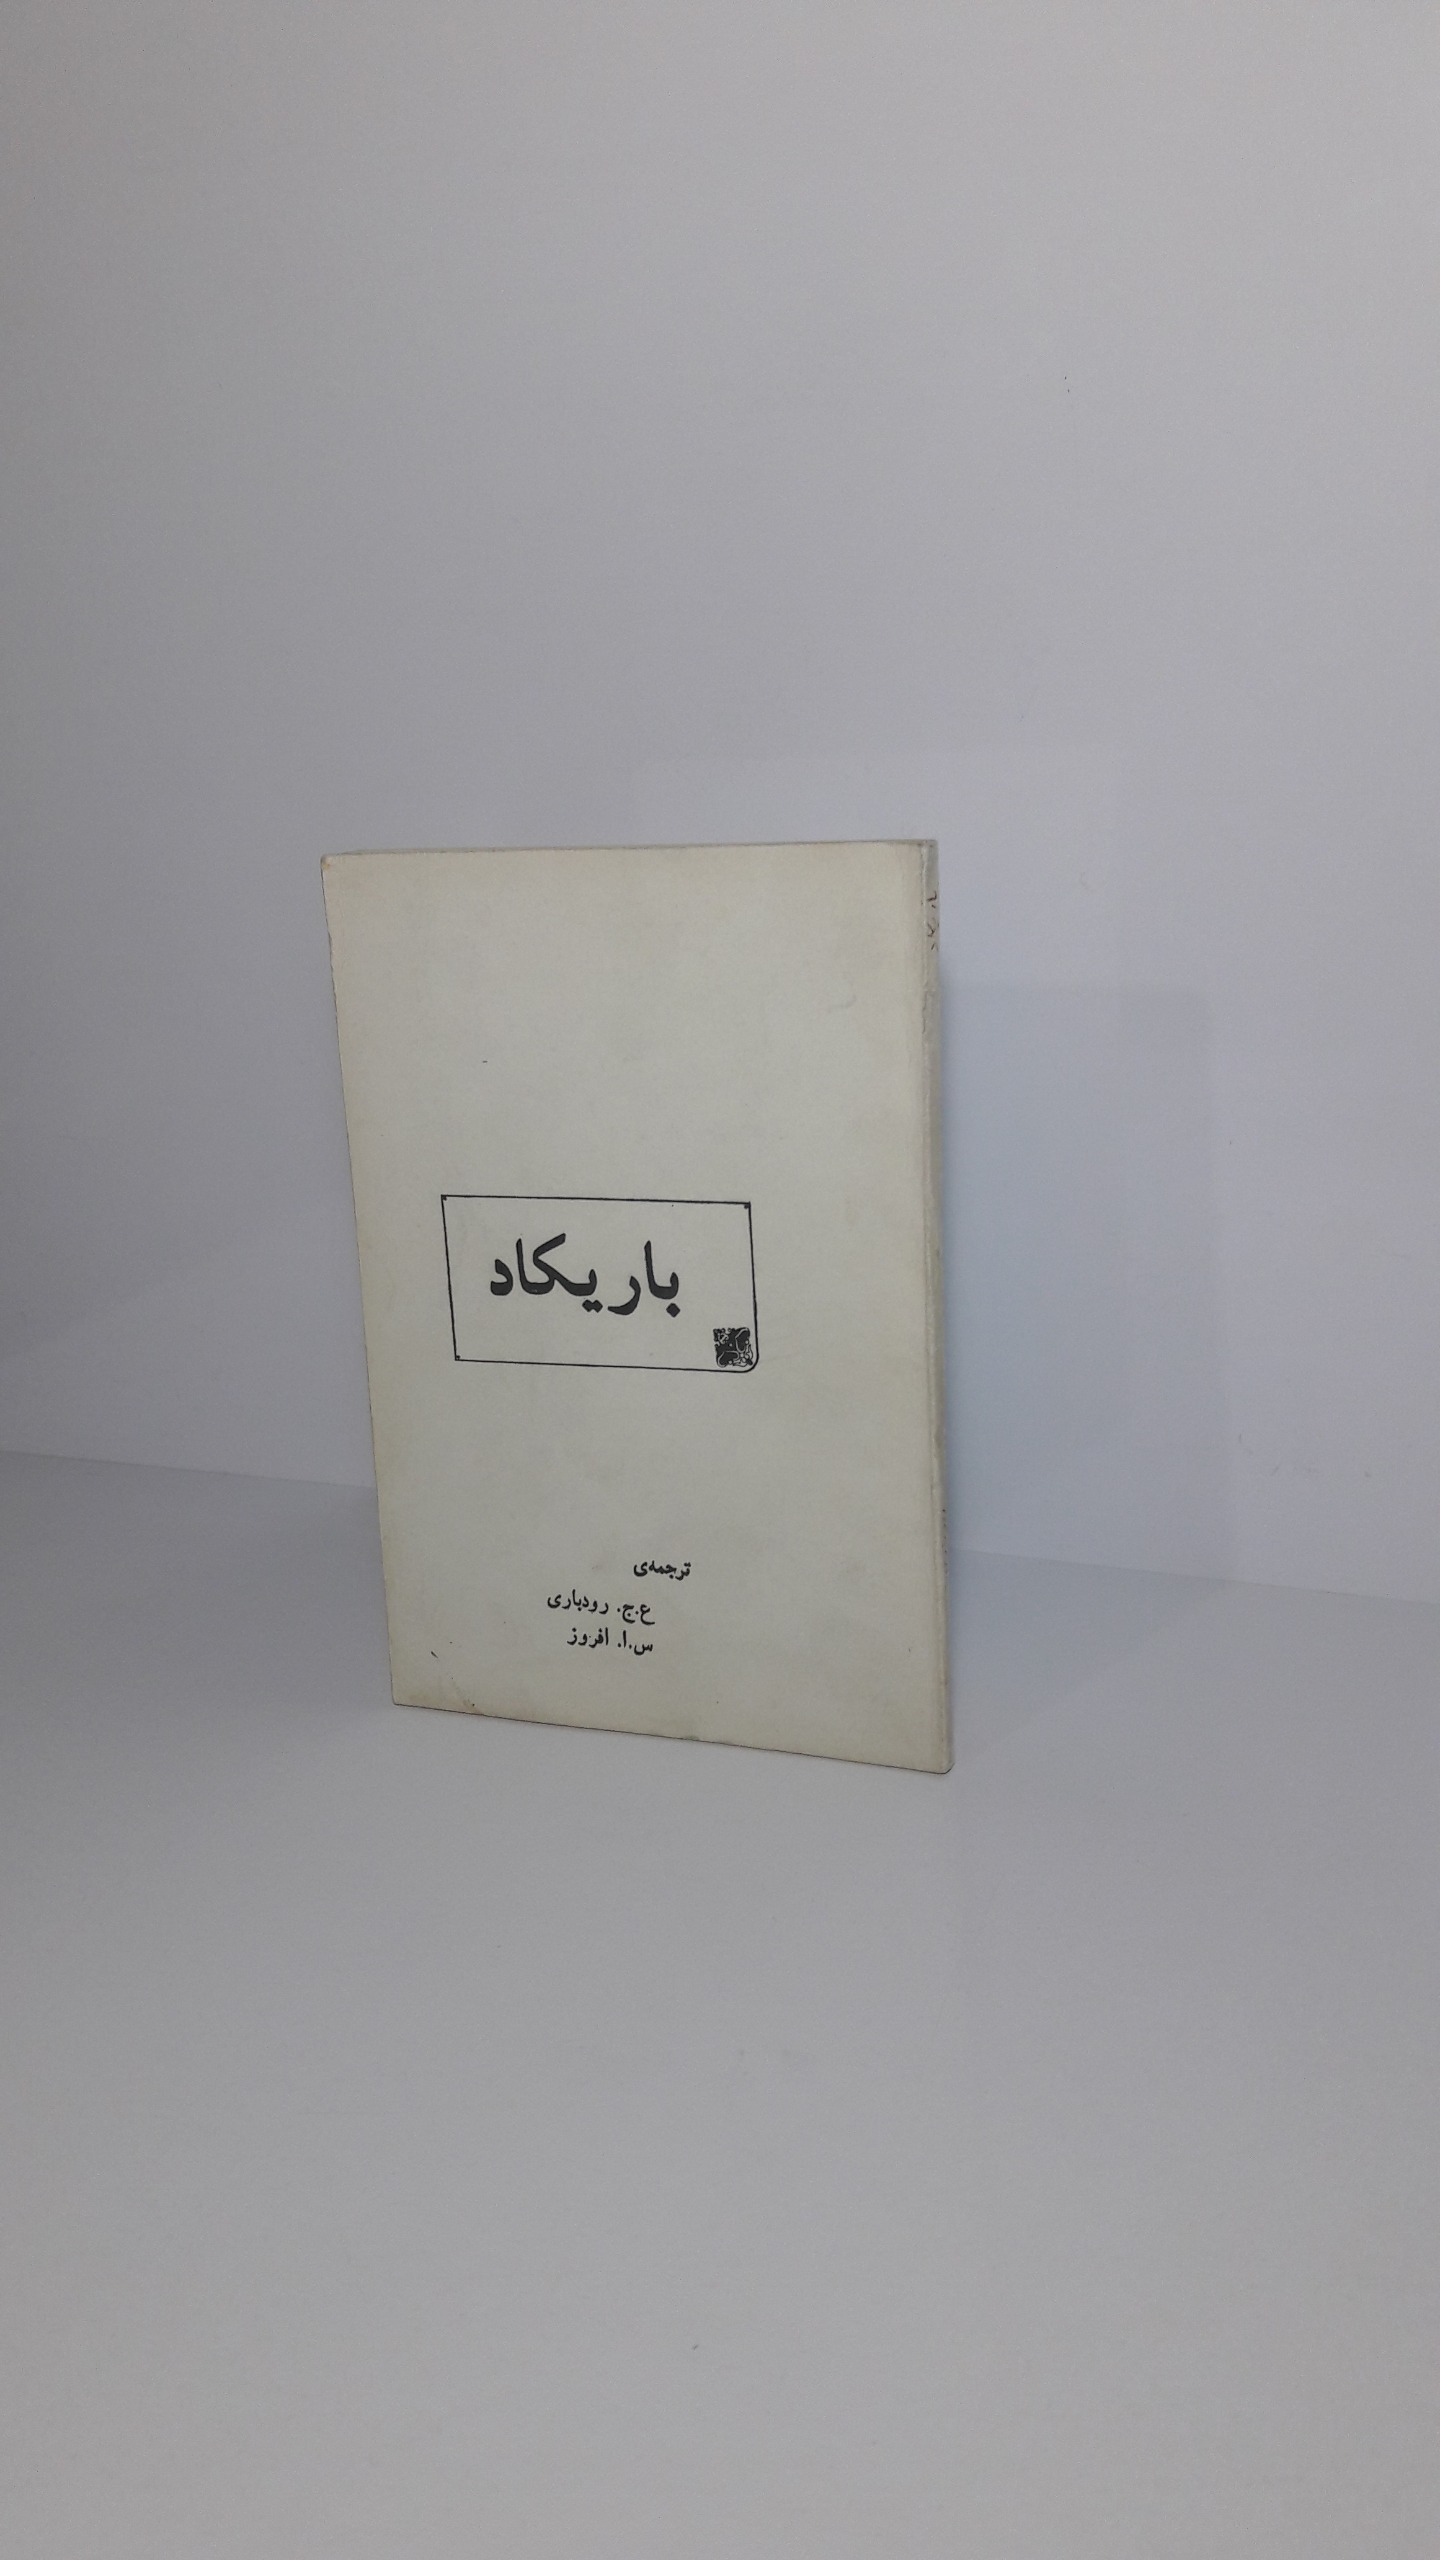 باریکاد
ترجمه‌ی
ع.ج. رودباری
س.ا. افروز